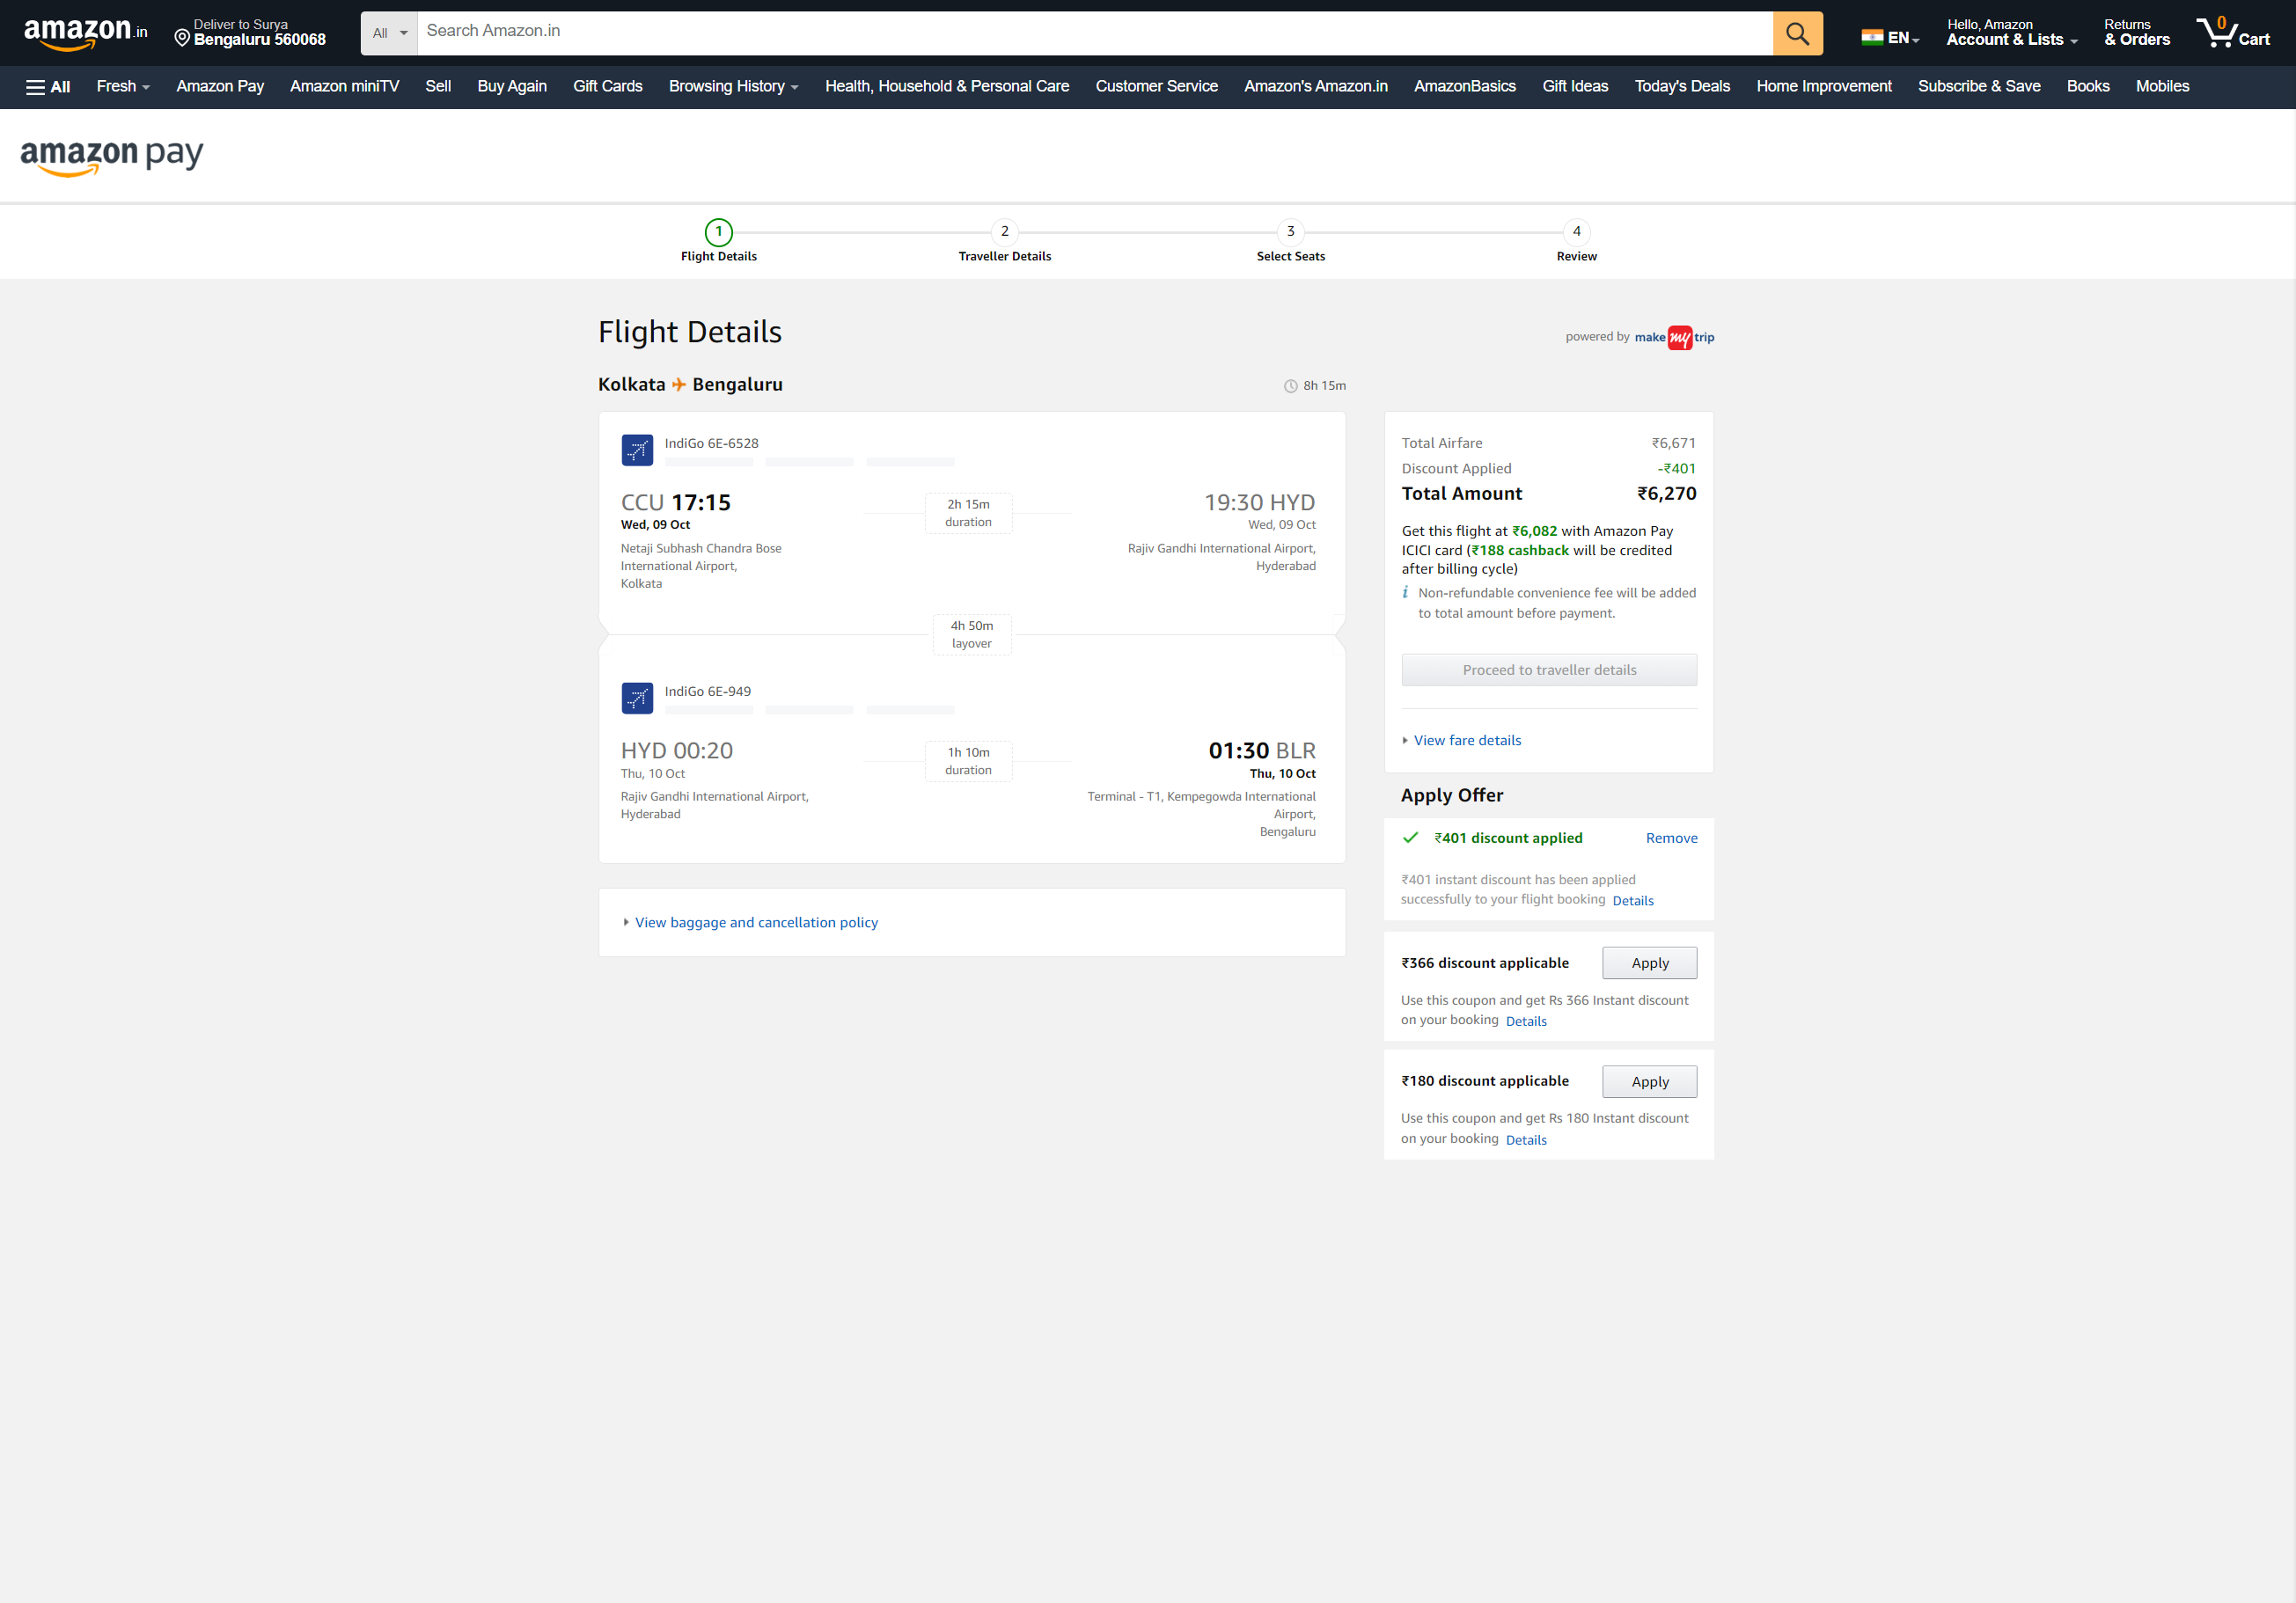 amazon.in
Deliver to Surya
Bengaluru 560068
All
Search Amazon.in
EN
Hello, Amazon
Account & Lists
Returns
& Orders
0
Cart
All Fresh Amazon Pay Amazon miniTV Sell Buy Again Gift Cards Browsing History Health, Household & Personal Care Customer Service Amazon's Amazon.in AmazonBasics Gift Ideas Today's Deals Home Improvement Subscribe & Save Books Mobiles
amazon pay
1 2 3 4
Flight Details Traveller Details Select Seats Review
Flight Details
powered by make my trip
Kolkata Bengaluru
8h 15m
IndiGo 6E-6528
CCU 17:15
Wed, 09 Oct
Netaji Subhash Chandra Bose
International Airport,
Kolkata
2h 15m
duration
19:30 HYD
Wed, 09 Oct
Rajiv Gandhi International Airport,
Hyderabad
4h 50m
layover
IndiGo 6E-949
HYD 00:20
Thu, 10 Oct
Rajiv Gandhi International Airport,
Hyderabad
1h 10m
duration
01:30 BLR
Thu, 10 Oct
Terminal - T1, Kempegowda International
Airport,
Bengaluru
View baggage and cancellation policy
Total Airfare ₹6,671
Discount Applied -₹401
Total Amount ₹6,270
Get this flight at ₹6,082 with Amazon Pay
ICICI card (₹188 cashback will be credited
after billing cycle)
i Non-refundable convenience fee will be added
to total amount before payment.
Proceed to traveller details
View fare details
Apply Offer
₹401 discount applied Remove
₹401 instant discount has been applied
successfully to your flight booking Details
₹366 discount applicable Apply
Use this coupon and get Rs 366 Instant discount
on your booking Details
₹180 discount applicable Apply
Use this coupon and get Rs 180 Instant discount
on your booking Details